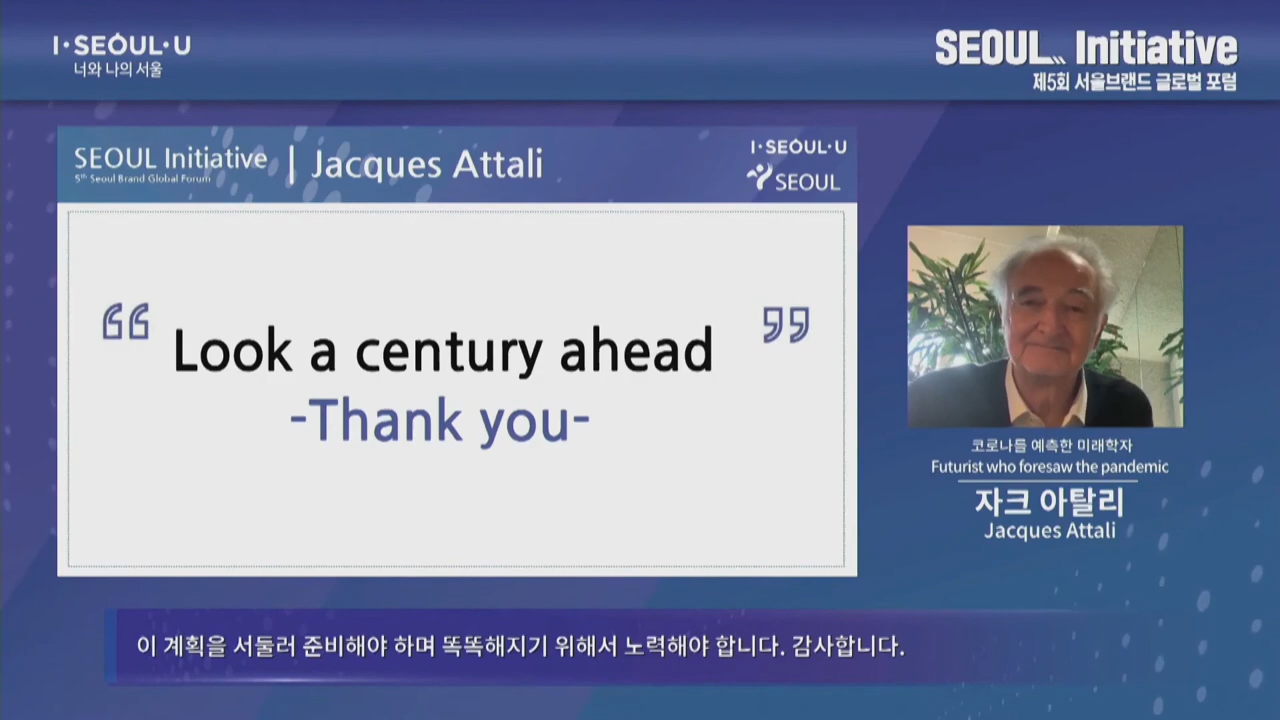 I·SEOUL·U
너와 나의 서울
SEOUL Initiative
제5회 서울브랜드 글로벌 포럼
SEOUL Initiative | Jacques Attali
5th Seoul Brand Global Forum
I·SEOUL·U
SEOUL
“ Look a century ahead ”
-Thank you-
코로나를 예측한 미래학자
Futurist who foresaw the pandemic
자크 아탈리
Jacques Attali
이 계획을 서둘러 준비해야 하며 똑똑해지기 위해서 노력해야 합니다. 감사합니다.